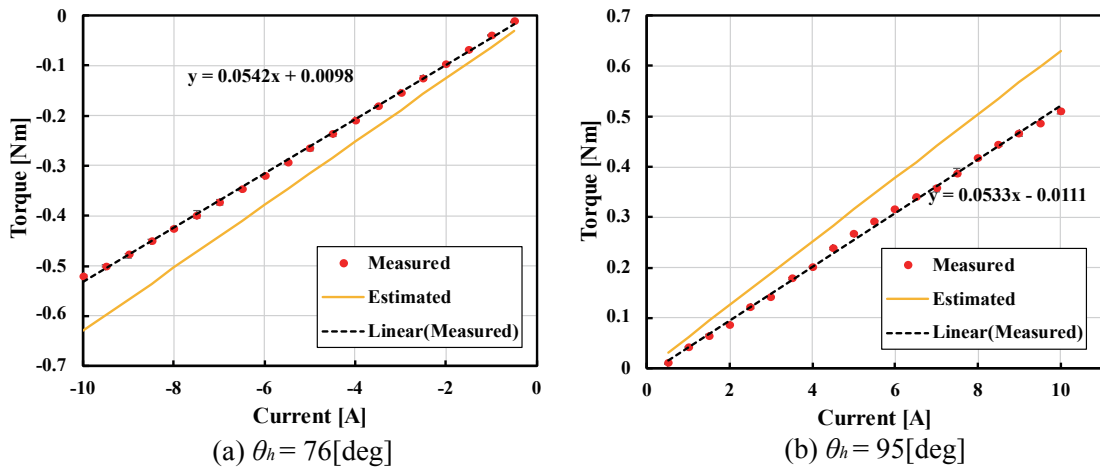 0
-0.1
-0.2
-0.3
-0.4
-0.5
-0.6
-0.7
Torque [Nm]
y = 0.0542x + 0.0098
Measured
Estimated
Linear(Measured)
-10 -8 -6 -4 -2 0
Current [A]
(a) θh = 76[deg]
0.7
0.6
0.5
0.4
0.3
0.2
0.1
0
Torque [Nm]
y = 0.0533x - 0.0111
Measured
Estimated
Linear(Measured)
0 2 4 6 8 10
Current [A]
(b) θh = 95[deg]